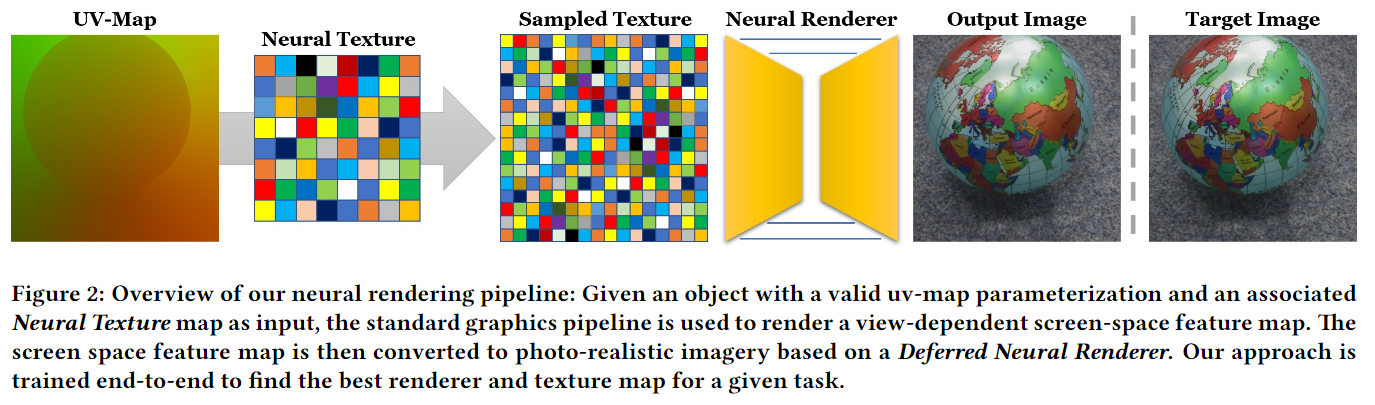 UV-Map
Neural Texture
Sampled Texture
Neural Renderer
Output Image
Target Image
Figure 2: Overview of our neural rendering pipeline: Given an object with a valid uv-map parameterization and an associated
Neural Texture map as input, the standard graphics pipeline is used to render a view-dependent screen-space feature map. The
screen space feature map is then converted to photo-realistic imagery based on a Deferred Neural Renderer. Our approach is
trained end-to-end to find the best renderer and texture map for a given task.